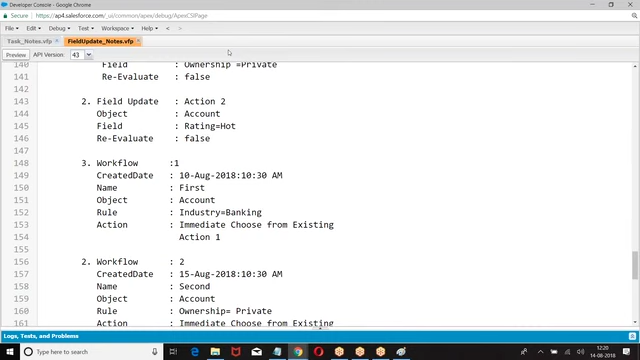 Developer Console - Google Chrome
Secure
https://ap4.salesforce.com/_ui/common/apex/debug/ApexCSIPage
File
Edit
Debug
Test
Workspace
Help
<
>
Task_Notes.vfp
FieldUpdate_Notes.vfp
Preview
API Version:
43
140 Field : Ownership =Private
141 Re-Evaluate : false
142
143 2. Field Update : Action 2
144 Object : Account
145 Field : Rating=Hot
146 Re-Evaluate : false
147
148 3. Workflow :1
149 CreatedDate : 10-Aug-2018:10:30 AM
150 Name : First
151 Object : Account
152 Rule : Industry=Banking
153 Action : Immediate Choose from Existing
154 Action 1
155
156 2. Workflow : 2
157 CreatedDate : 15-Aug-2018:10:30 AM
158 Name : Second
159 Object : Account
160 Rule : Ownership= Private
161 Action : Immediate Choose from Existing
Logs, Tests, and Problems
Type here to search
12:20
14-08-2018